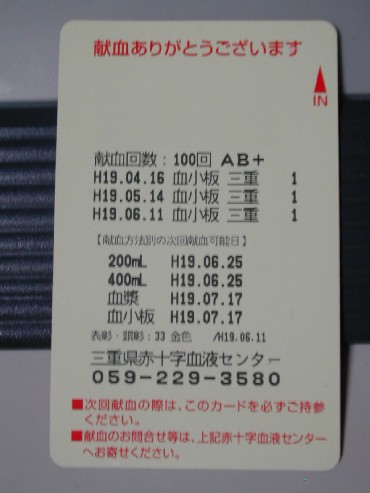 献血ありがとうございます
IN
献血回数:100回 AB+
H19.04.16 血小板 三重 1
H19.05.14 血小板 三重 1
H19.06.11 血小板 三重 1
【献血方法別の次回献血可能日】
200mL H19.06.25
400mL H19.06.25
血漿 H19.07.17
血小板 H19.07.17
表彰・顕彰:33 金色 /H19.06.11
三重県赤十字血液センター
059-229-3580
■次回献血の際は、このカードを必ずご持参
ください。
■献血のお問合せ等は、上記赤十字血液センター
へお寄せください。